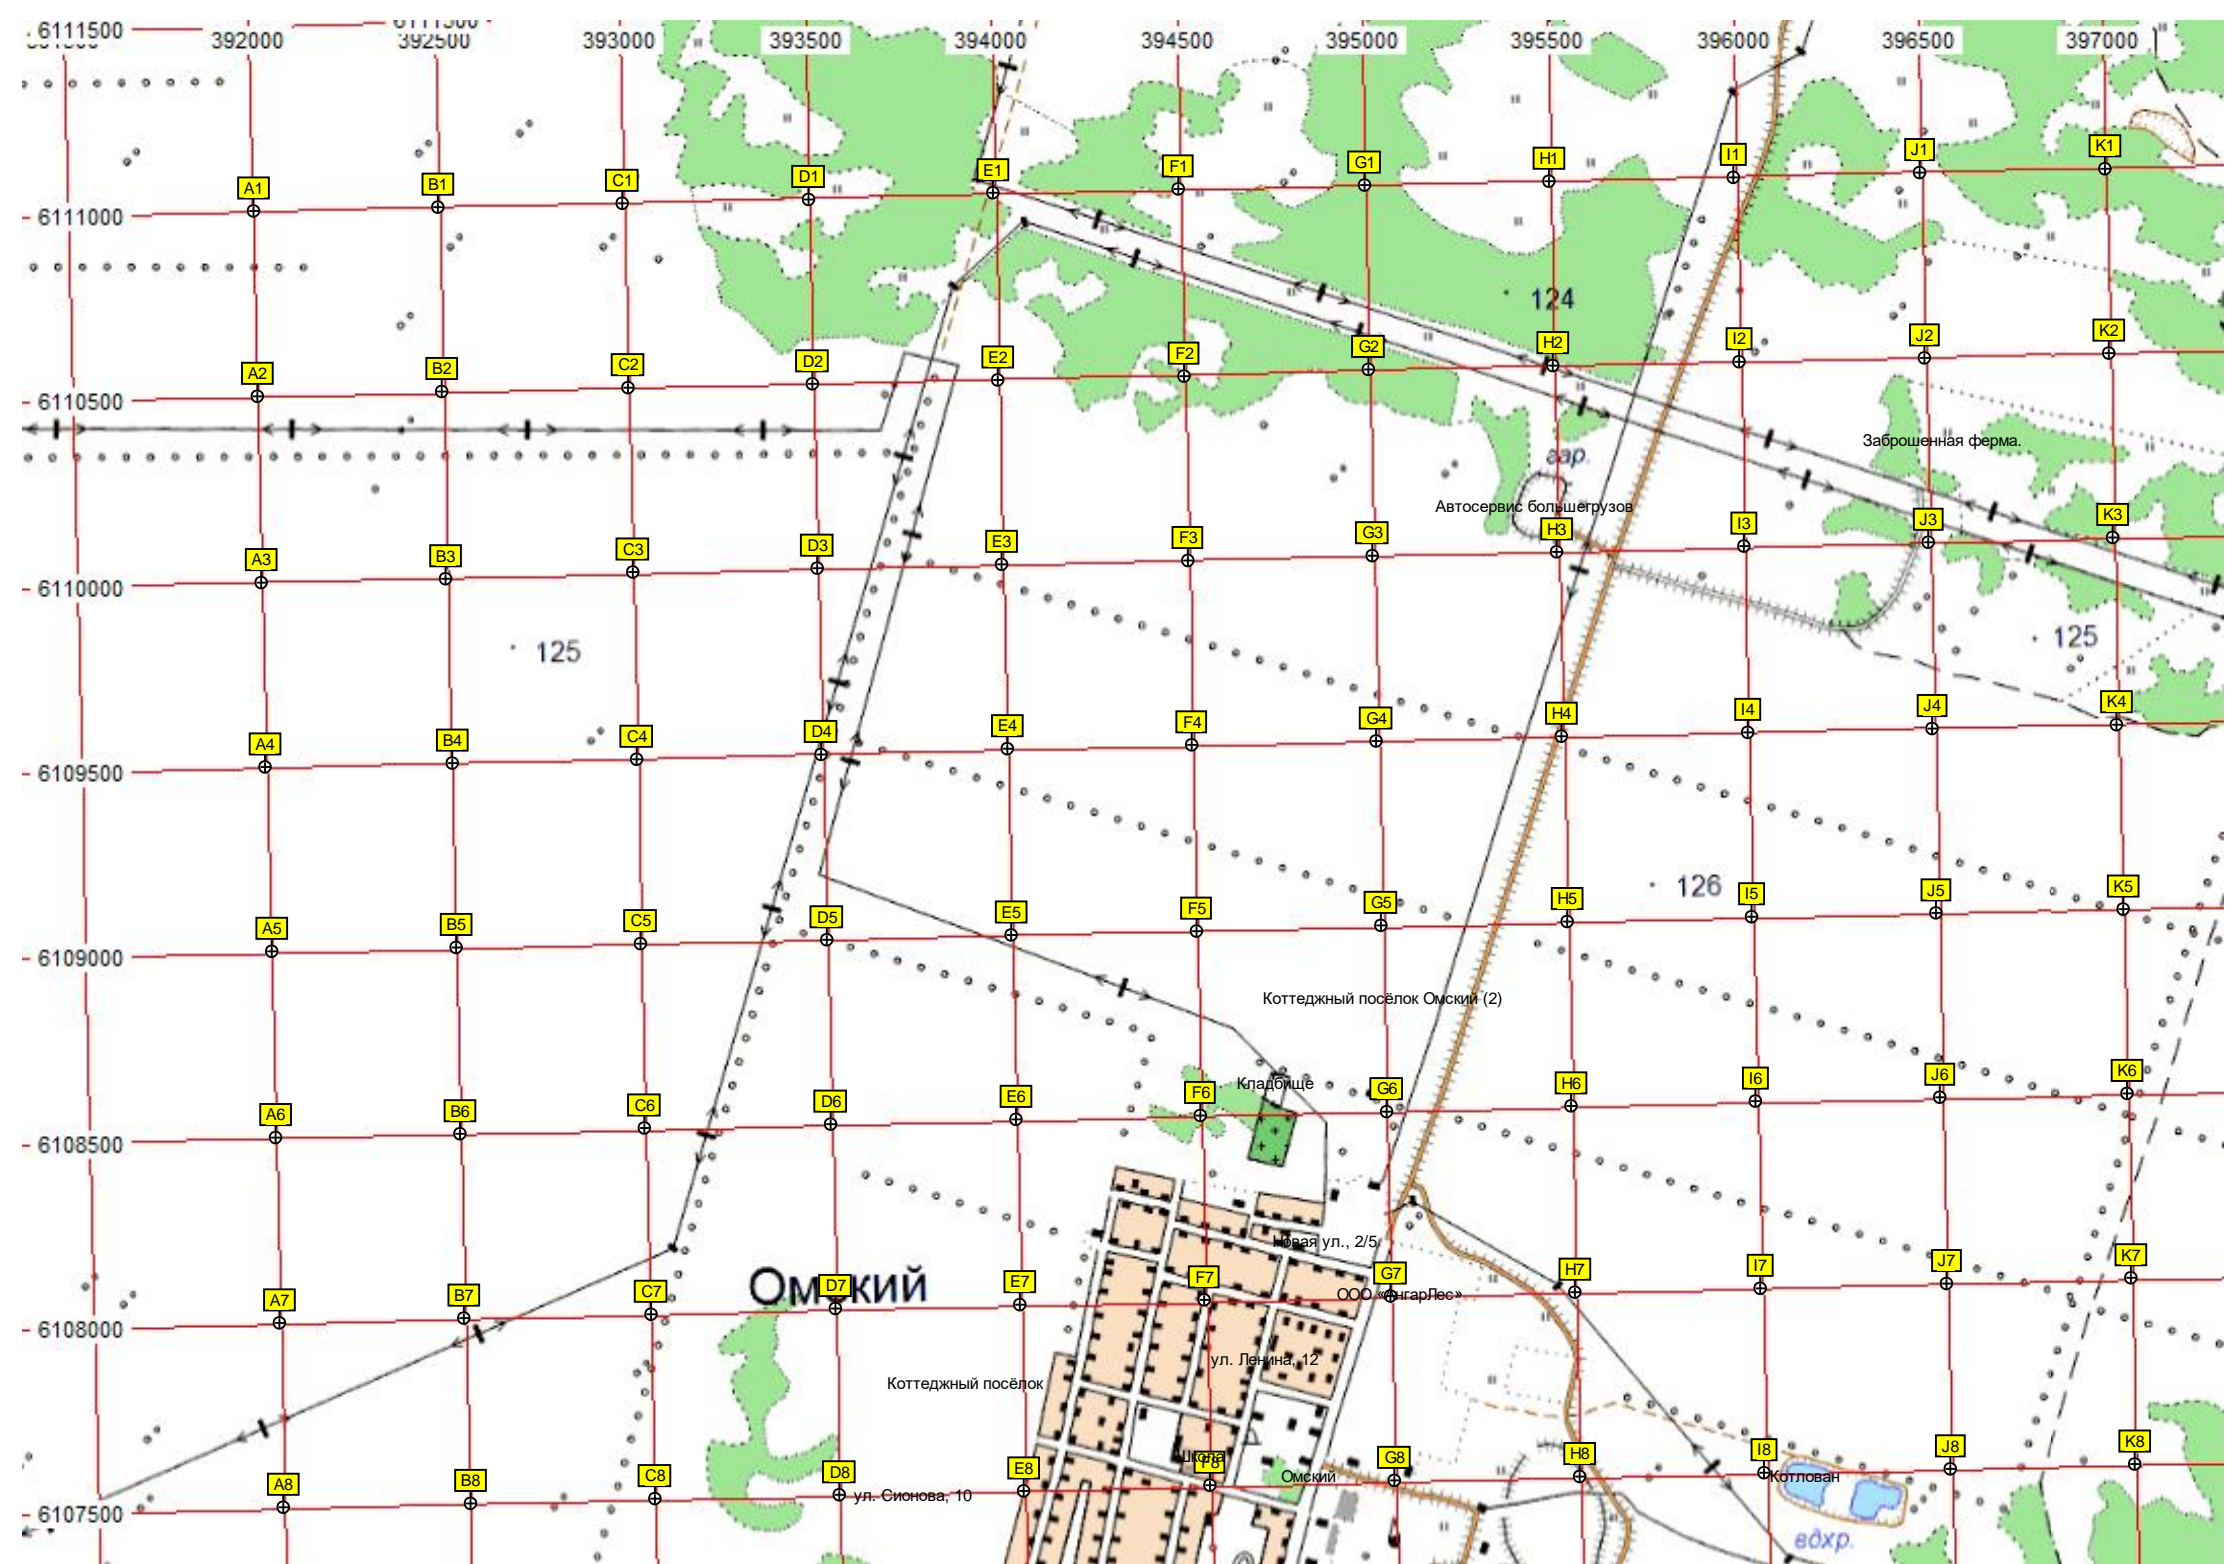 6111500
392000 392500 393000 393500 394000 394500 395000 395500 396000 396500 397000
A1 B1 C1 D1 E1 F1 G1 H1 I1 J1 K1
6111000
124
A2 B2 C2 D2 E2 F2 G2 H2 I2 J2 K2
6110500
Заброшенная ферма.
гар.
Автосервис большегрузов
A3 B3 C3 D3 E3 F3 G3 H3 I3 J3 K3
6110000
125
125
A4 B4 C4 D4 E4 F4 G4 H4 I4 J4 K4
6109500
126
A5 B5 C5 D5 E5 F5 G5 H5 I5 J5 K5
6109000
Коттеджный посёлок Омский (2)
Кладбище
A6 B6 C6 D6 E6 F6 G6 H6 I6 J6 K6
6108500
Новая ул., 2/5
Омский
A7 B7 C7 D7 E7 F7 G7 H7 I7 J7 K7
ООО «АнгарЛес»
6108000
ул. Ленина, 12
Коттеджный посёлок
Школа
A8 B8 C8 D8 E8 F8 G8 H8 I8 J8 K8
Омский
Котлован
ул. Сионова, 10
6107500
вдхр.